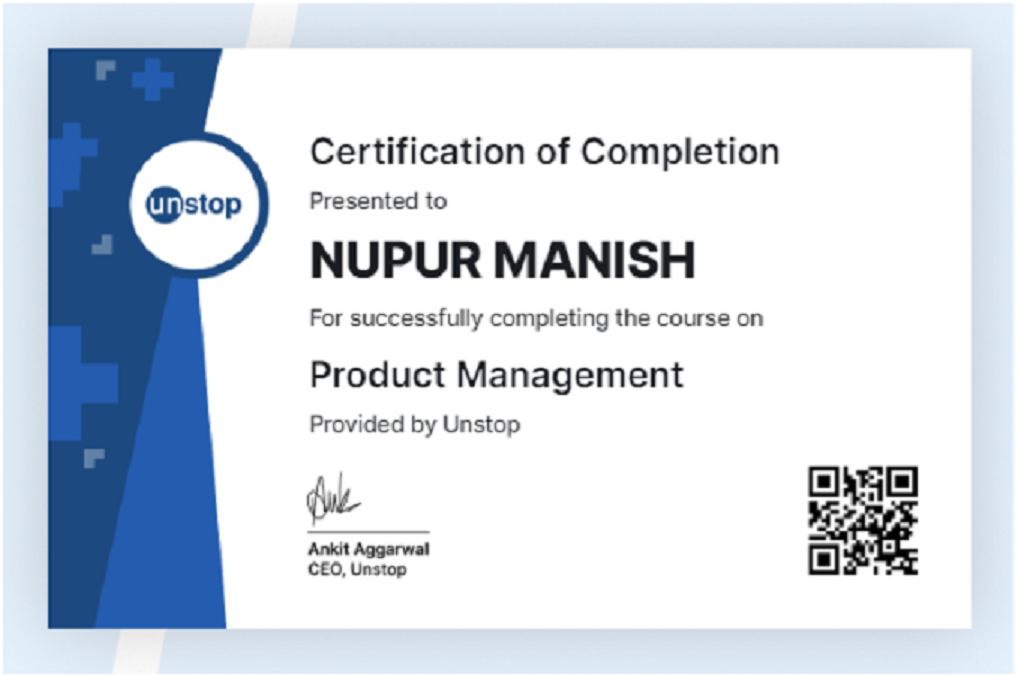 unstop
Certification of Completion
Presented to
NUPUR MANISH
For successfully completing the course on
Product Management
Provided by Unstop
Ankit Aggarwal
CEO, Unstop